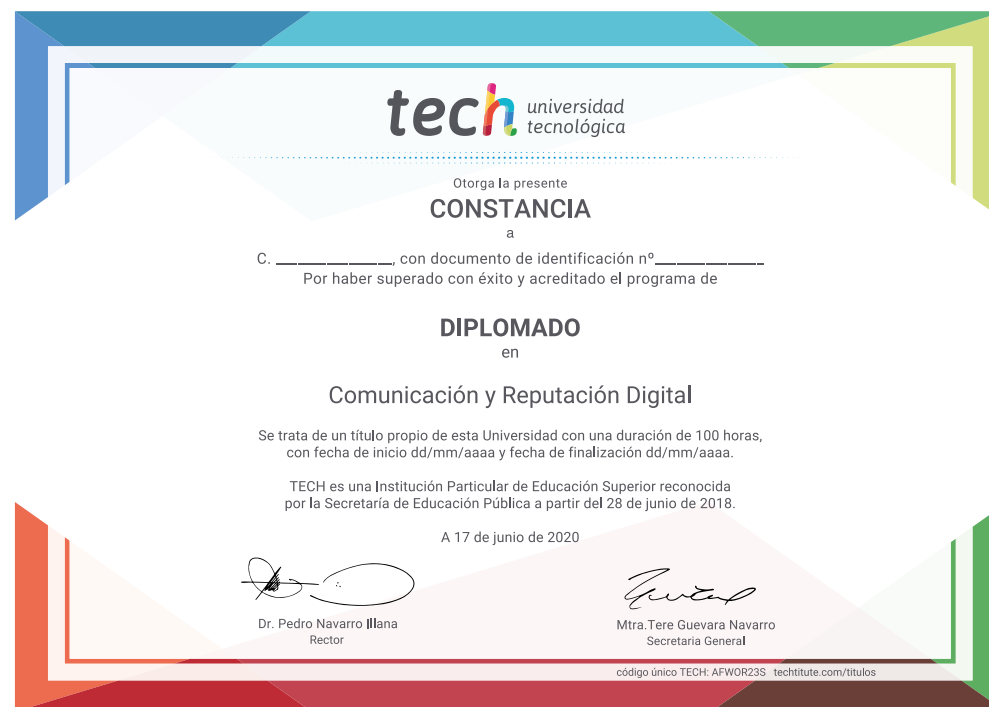 tech universidad
tecnológica
Otorga la presente
CONSTANCIA
a
C. ______________, con documento de identificación nº_____________
Por haber superado con éxito y acreditado el programa de
DIPLOMADO
en
Comunicación y Reputación Digital
Se trata de un título propio de esta Universidad con una duración de 100 horas,
con fecha de inicio dd/mm/aaaa y fecha de finalización dd/mm/aaaa.
TECH es una Institución Particular de Educación Superior reconocida
por la Secretaría de Educación Pública a partir del 28 de junio de 2018.
A 17 de junio de 2020
Dr. Pedro Navarro Illana
Rector
Mtra.Tere Guevara Navarro
Secretaria General
código único TECH: AFWOR23S techtitute.com/titulos